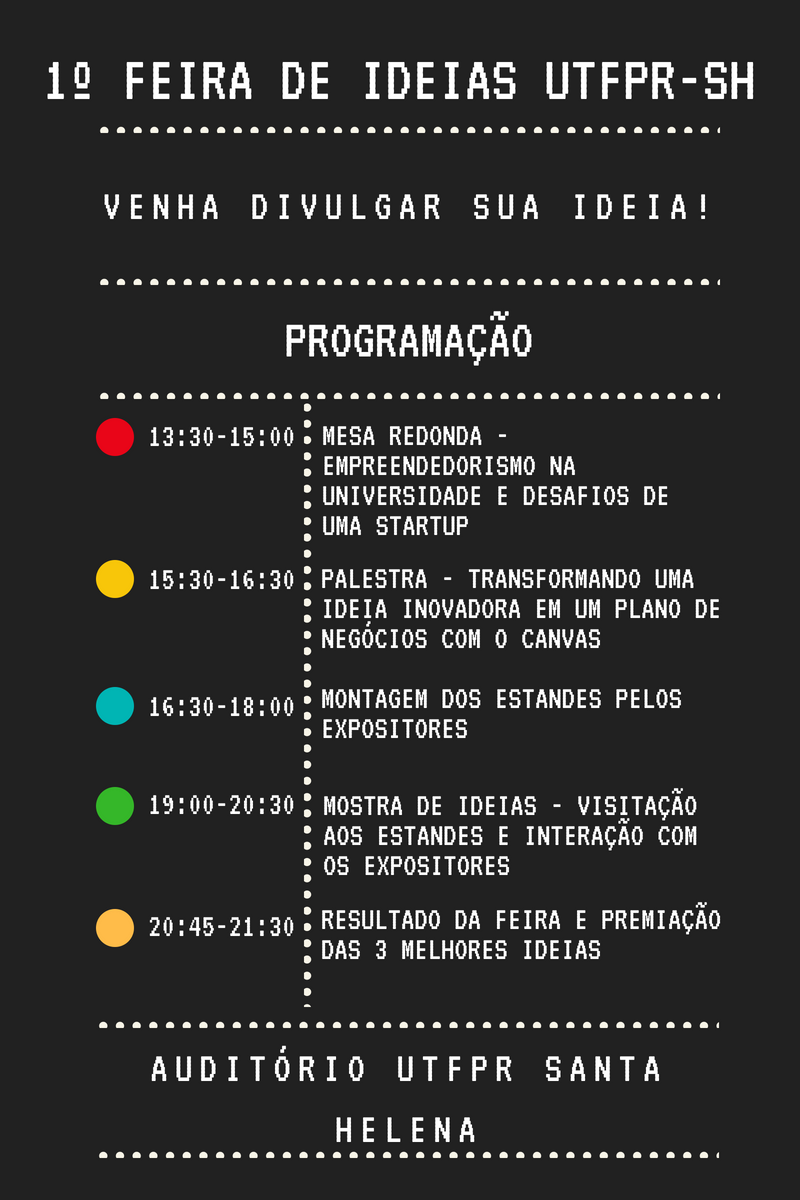 1º FEIRA DE IDEIAS UTFPR-SH
VENHA DIVULGAR SUA IDEIA!
PROGRAMAÇÃO
13:30-15:00 MESA REDONDA -
EMPREENDEDORISMO NA
UNIVERSIDADE E DESAFIOS DE
UMA STARTUP
15:30-16:30 PALESTRA - TRANSFORMANDO UMA
IDEIA INOVADORA EM UM PLANO DE
NEGÓCIOS COM O CANVAS
16:30-18:00 MONTAGEM DOS ESTANDES PELOS
EXPOSITORES
19:00-20:30 MOSTRA DE IDEIAS - VISITAÇÃO
AOS ESTANDES E INTERAÇÃO COM
OS EXPOSITORES
20:45-21:30 RESULTADO DA FEIRA E PREMIAÇÃO
DAS 3 MELHORES IDEIAS
AUDITÓRIO UTFPR SANTA
HELENA